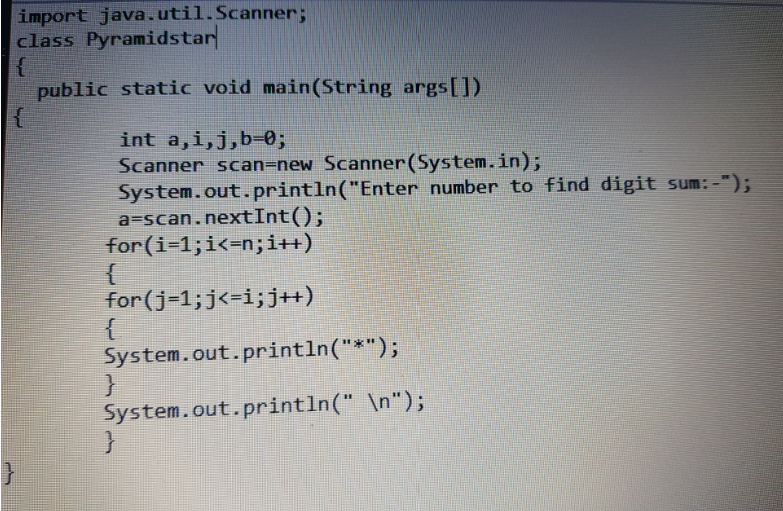 import java.util.Scanner;
class Pyramidstar
{
public static void main(String args[])
{
int a,i,j,b=0;
Scanner scan=new Scanner(System.in);
System.out.println("Enter number to find digit sum:-");
a=scan.nextInt();
for(i=1;i<=n;i++)
{
for(j=1;j<=i;j++)
{
System.out.println("*");
}
System.out.println(" \n");
}
}